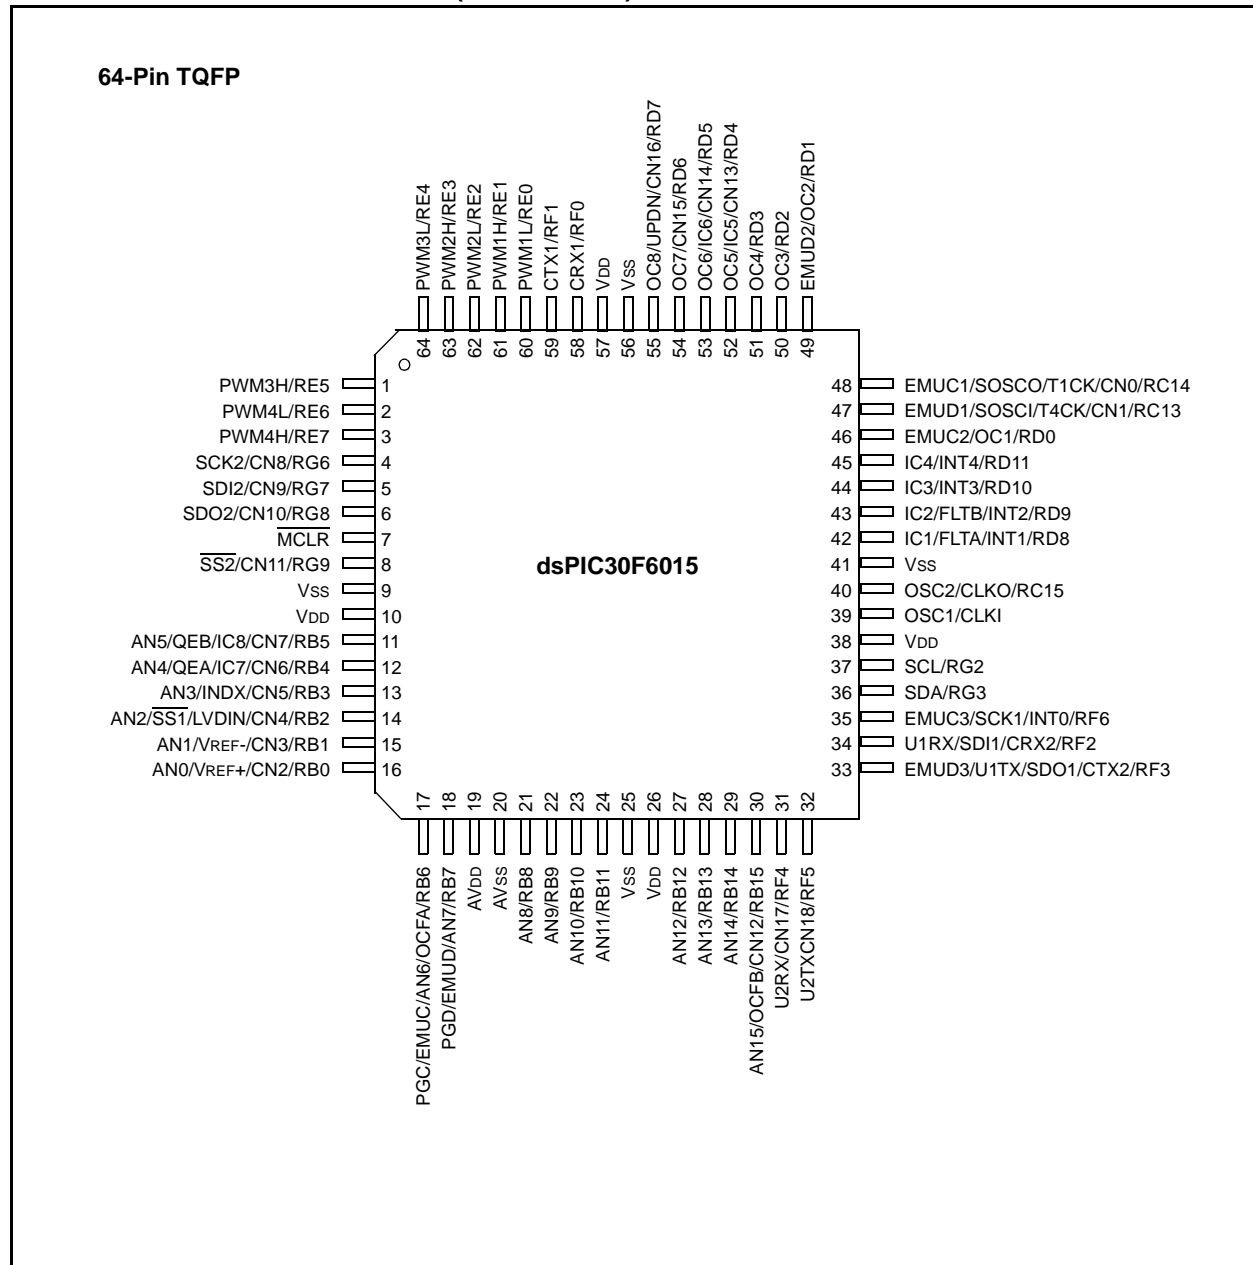 64-Pin TQFP
PWM3L/RE4
PWM2H/RE3
PWM2L/RE2
PWM1H/RE1
PWM1L/RE0
CTX1/RF1
CRX1/RF0
VDD
VSS
OC8/UPDN/CN16/RD7
OC7/CN15/RD6
OC6/IC6/CN14/RD5
OC5/IC5/CN13/RD4
OC4/RD3
OC3/RD2
EMUD2/OC2/RD1
64 63 62 61 60 59 58 57 56 55 54 53 52 51 50 49
PWM3H/RE5 1
PWM4L/RE6 2
PWM4H/RE7 3
SCK2/CN8/RG6 4
SDI2/CN9/RG7 5
SDO2/CN10/RG8 6
MCLR 7
SS2/CN11/RG9 8
VSS 9
VDD 10
AN5/QEB/IC8/CN7/RB5 11
AN4/QEA/IC7/CN6/RB4 12
AN3/INDX/CN5/RB3 13
AN2/SS1/LVDIN/CN4/RB2 14
AN1/VREF-/CN3/RB1 15
AN0/VREF+/CN2/RB0 16
dsPIC30F6015
48 EMUC1/SOSCO/T1CK/CN0/RC14
47 EMUD1/SOSCI/T4CK/CN1/RC13
46 EMUC2/OC1/RD0
45 IC4/INT4/RD11
44 IC3/INT3/RD10
43 IC2/FLTB/INT2/RD9
42 IC1/FLTA/INT1/RD8
41 VSS
40 OSC2/CLKO/RC15
39 OSC1/CLKI
38 VDD
37 SCL/RG2
36 SDA/RG3
35 EMUC3/SCK1/INT0/RF6
34 U1RX/SDI1/CRX2/RF2
33 EMUD3/U1TX/SDO1/CTX2/RF3
17 18 19 20 21 22 23 24 25 26 27 28 29 30 31 32
PGC/EMUC/AN6/OCFA/RB6
PGD/EMUD/AN7/RB7
AVDD
AVSS
AN8/RB8
AN9/RB9
AN10/RB10
AN11/RB11
VSS
VDD
AN12/RB12
AN13/RB13
AN14/RB14
AN15/OCFB/CN12/RB15
U2RX/CN17/RF4
U2TXCN18/RF5